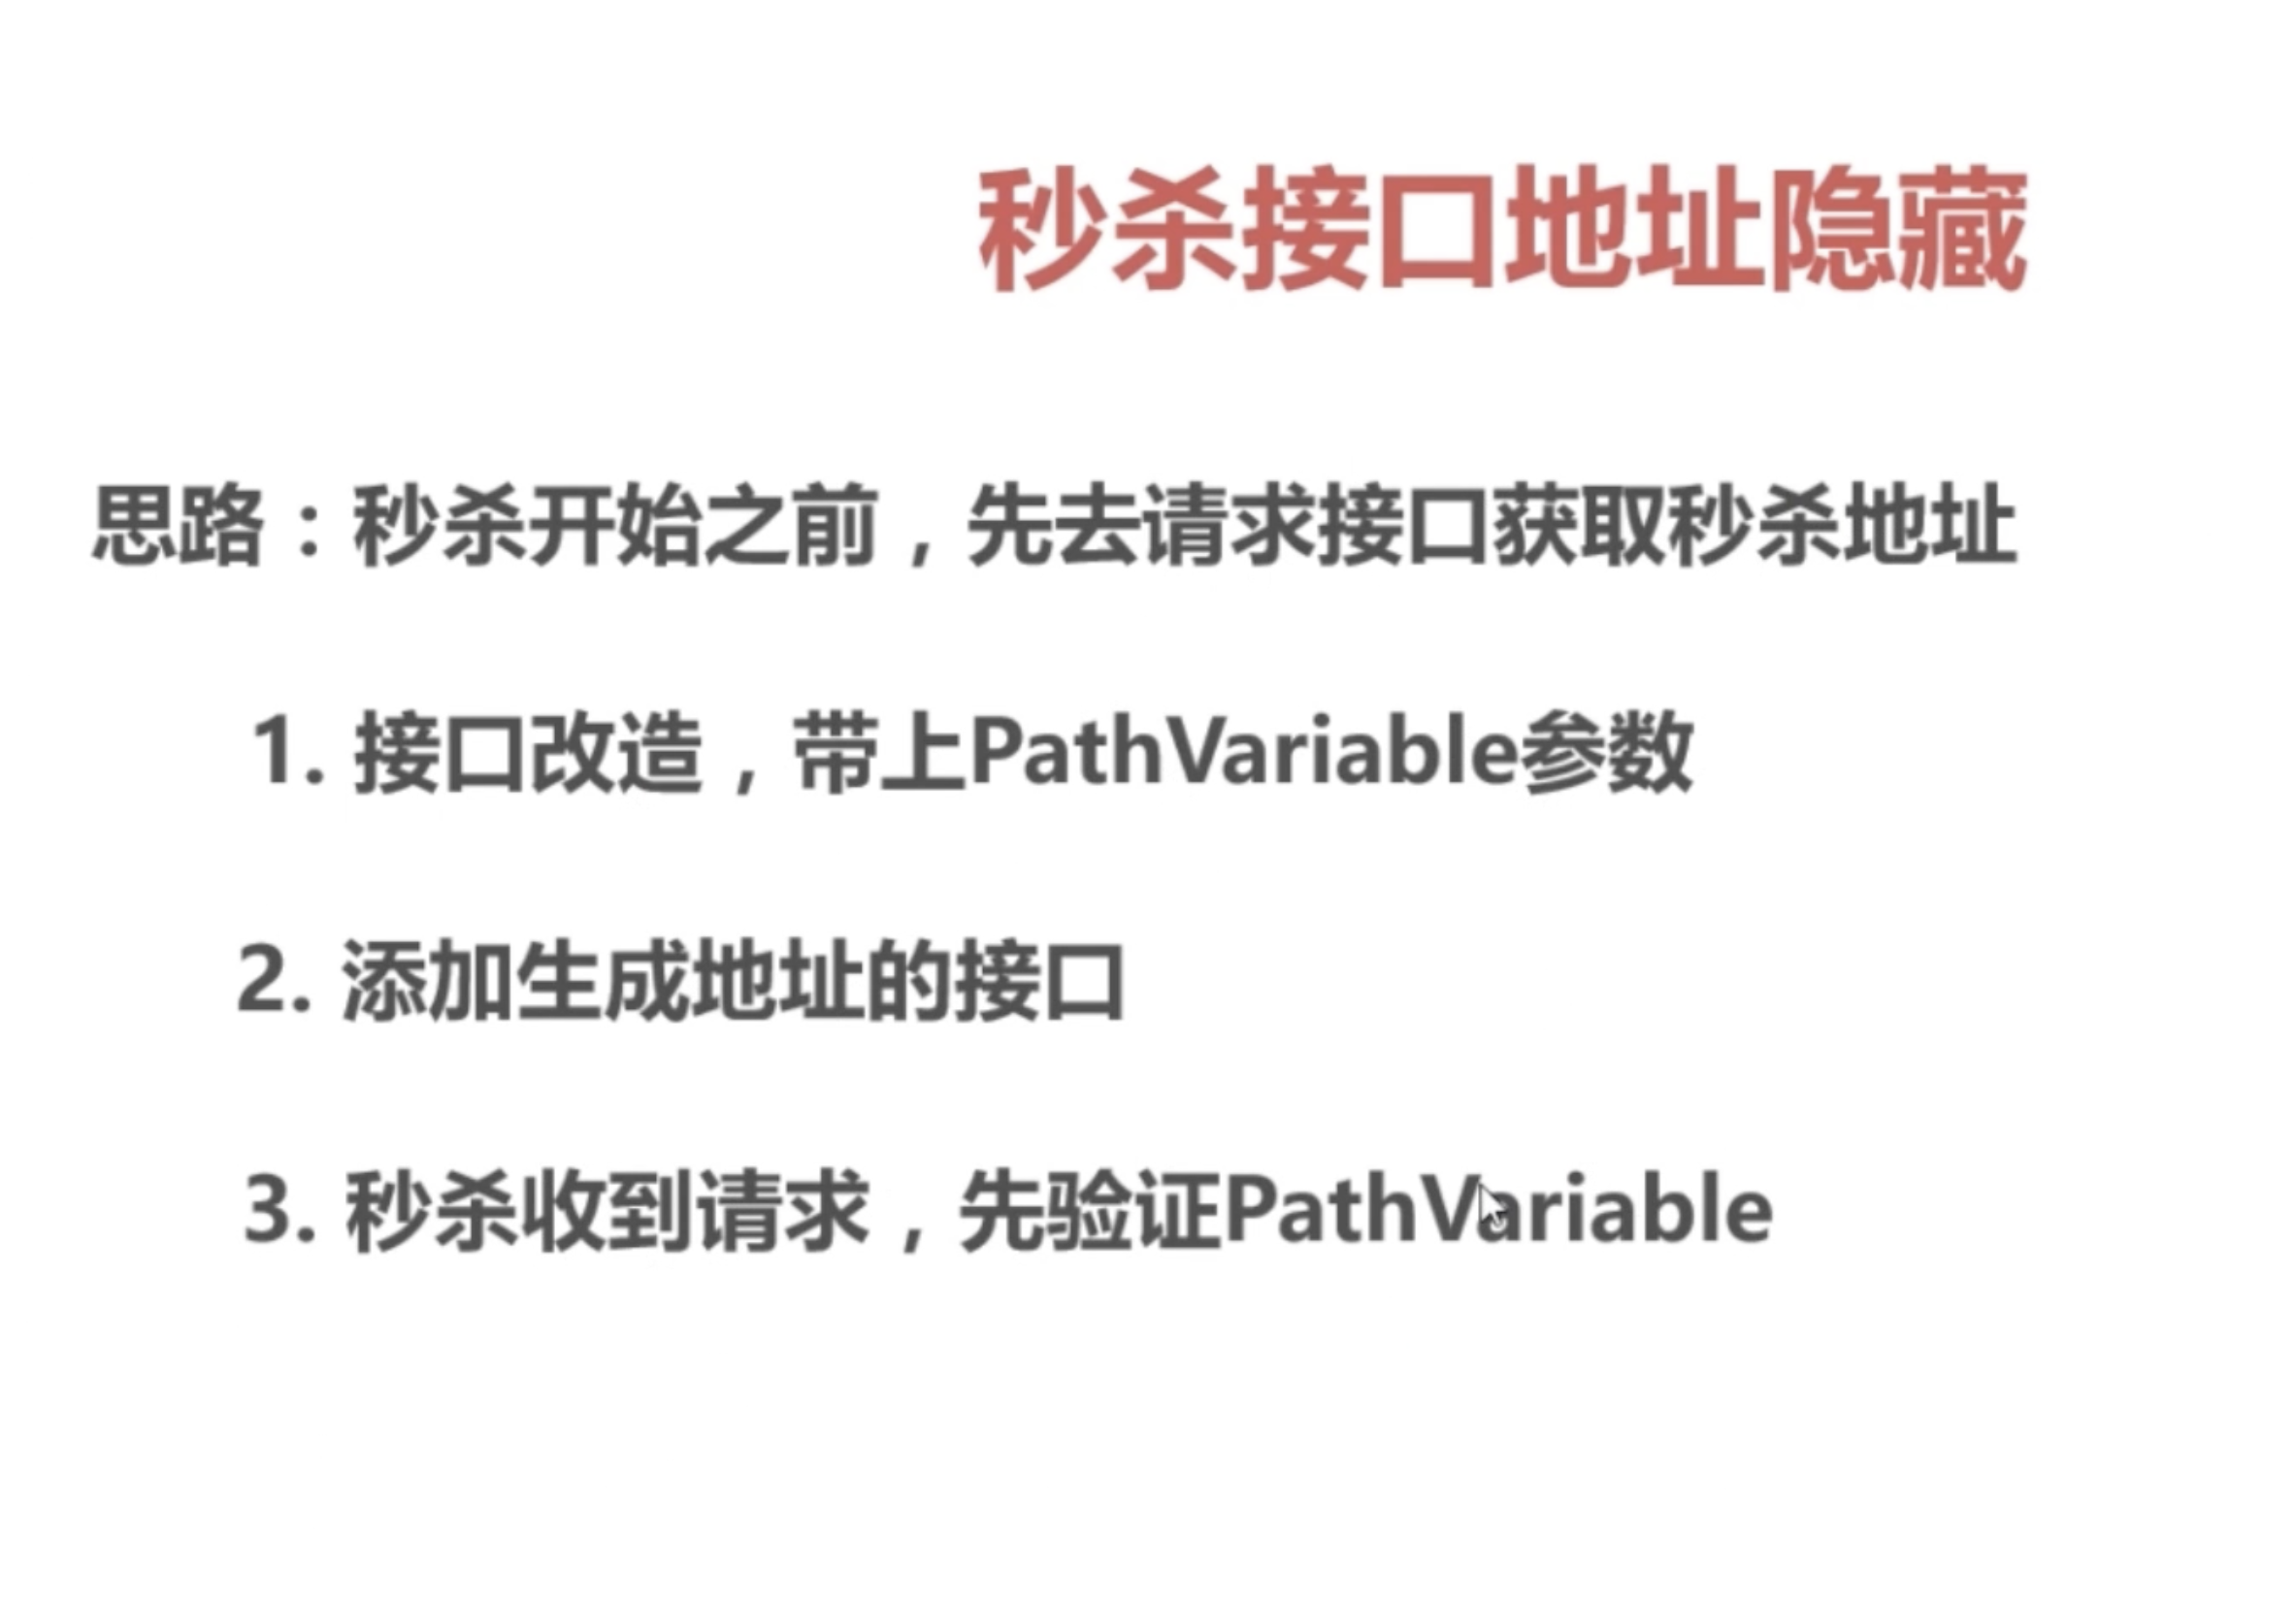 秒杀接口地址隐藏
思路：秒杀开始之前，先去请求接口获取秒杀地址
1. 接口改造，带上PathVariable参数
2. 添加生成地址的接口
3. 秒杀收到请求，先验证PathVariable